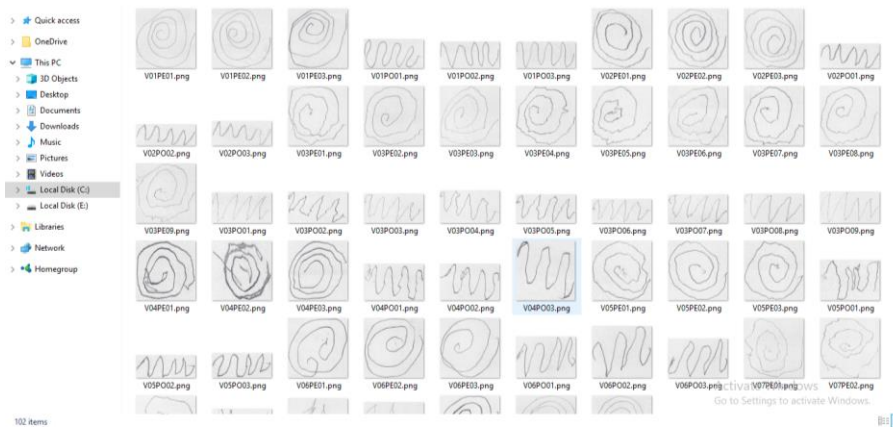 Quick access
OneDrive
This PC
3D Objects
Desktop
Documents
Downloads
Music
Pictures
Videos
Local Disk (C:)
Local Disk (E:)
Libraries
Network
Homegroup
V01PE01.png V01PE02.png V01PE03.png V01PO01.png V01PO02.png V01PO03.png V02PE01.png V02PE02.png V02PE03.png V02PO01.png
V02PO02.png V02PO03.png V03PE01.png V03PE02.png V03PE03.png V03PE04.png V03PE05.png V03PE06.png V03PE07.png V03PE08.png
V03PE09.png V03PO01.png V03PO02.png V03PO03.png V03PO04.png V03PO05.png V03PO06.png V03PO07.png V03PO08.png V03PO09.png
V04PE01.png V04PE02.png V04PE03.png V04PO01.png V04PO02.png V04PO03.png V05PE01.png V05PE02.png V05PE03.png V05PO01.png
V05PO02.png V05PO03.png V06PE01.png V06PE02.png V06PE03.png V06PO01.png V06PO02.png V06PO03.png V07PE01.png V07PE02.png
Activate Windows
Go to Settings to activate Windows.
102 items